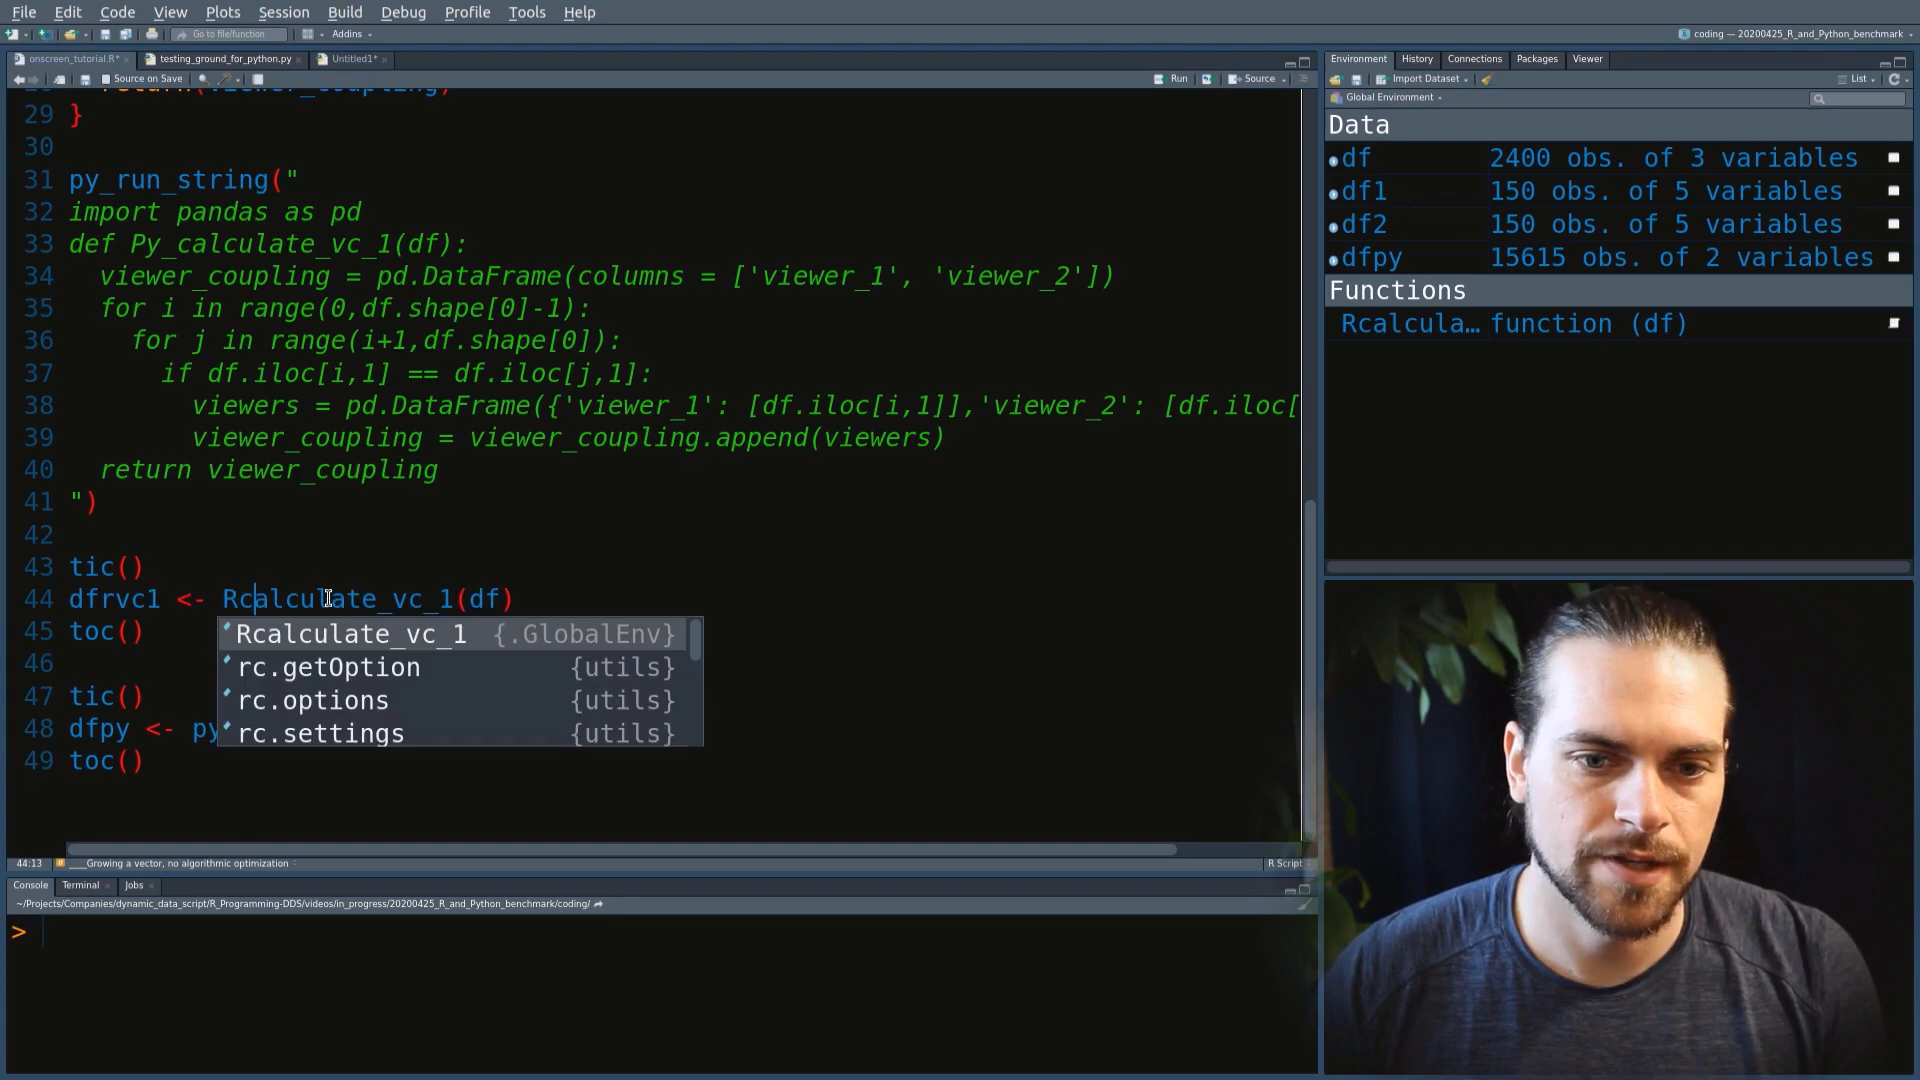 File Edit Code View Plots Session Build Debug Profile Tools Help
Go to file/function Addins
coding — 20200425_R_and_Python_benchmark
onscreen_tutorial.R* testing_ground_for_python.py Untitled1*
Source on Save Run Source
29 }
30
31 py_run_string("
32 import pandas as pd
33 def Py_calculate_vc_1(df):
34 viewer_coupling = pd.DataFrame(columns = ['viewer_1', 'viewer_2'])
35 for i in range(0,df.shape[0]-1):
36 for j in range(i+1,df.shape[0]):
37 if df.iloc[i,1] == df.iloc[j,1]:
38 viewers = pd.DataFrame({'viewer_1': [df.iloc[i,1]],'viewer_2': [df.iloc[
39 viewer_coupling = viewer_coupling.append(viewers)
40 return viewer_coupling
41 ")
42
43 tic()
44 dfrvc1 <- Rcalculate_vc_1(df)
45 toc()
Rcalculate_vc_1 {.GlobalEnv}
46
rc.getOption {utils}
47 tic()
rc.options {utils}
48 dfpy <- py
rc.settings {utils}
49 toc()
44:13 ___Growing a vector, no algorithmic optimization R Script
Console Terminal Jobs
~/Projects/Companies/dynamic_data_script/R_Programming-DDS/videos/in_progress/20200425_R_and_Python_benchmark/coding/
>
Environment History Connections Packages Viewer
Import Dataset List
Global Environment
Data
df 2400 obs. of 3 variables
df1 150 obs. of 5 variables
df2 150 obs. of 5 variables
dfpy 15615 obs. of 2 variables
Functions
Rcalcula… function (df)